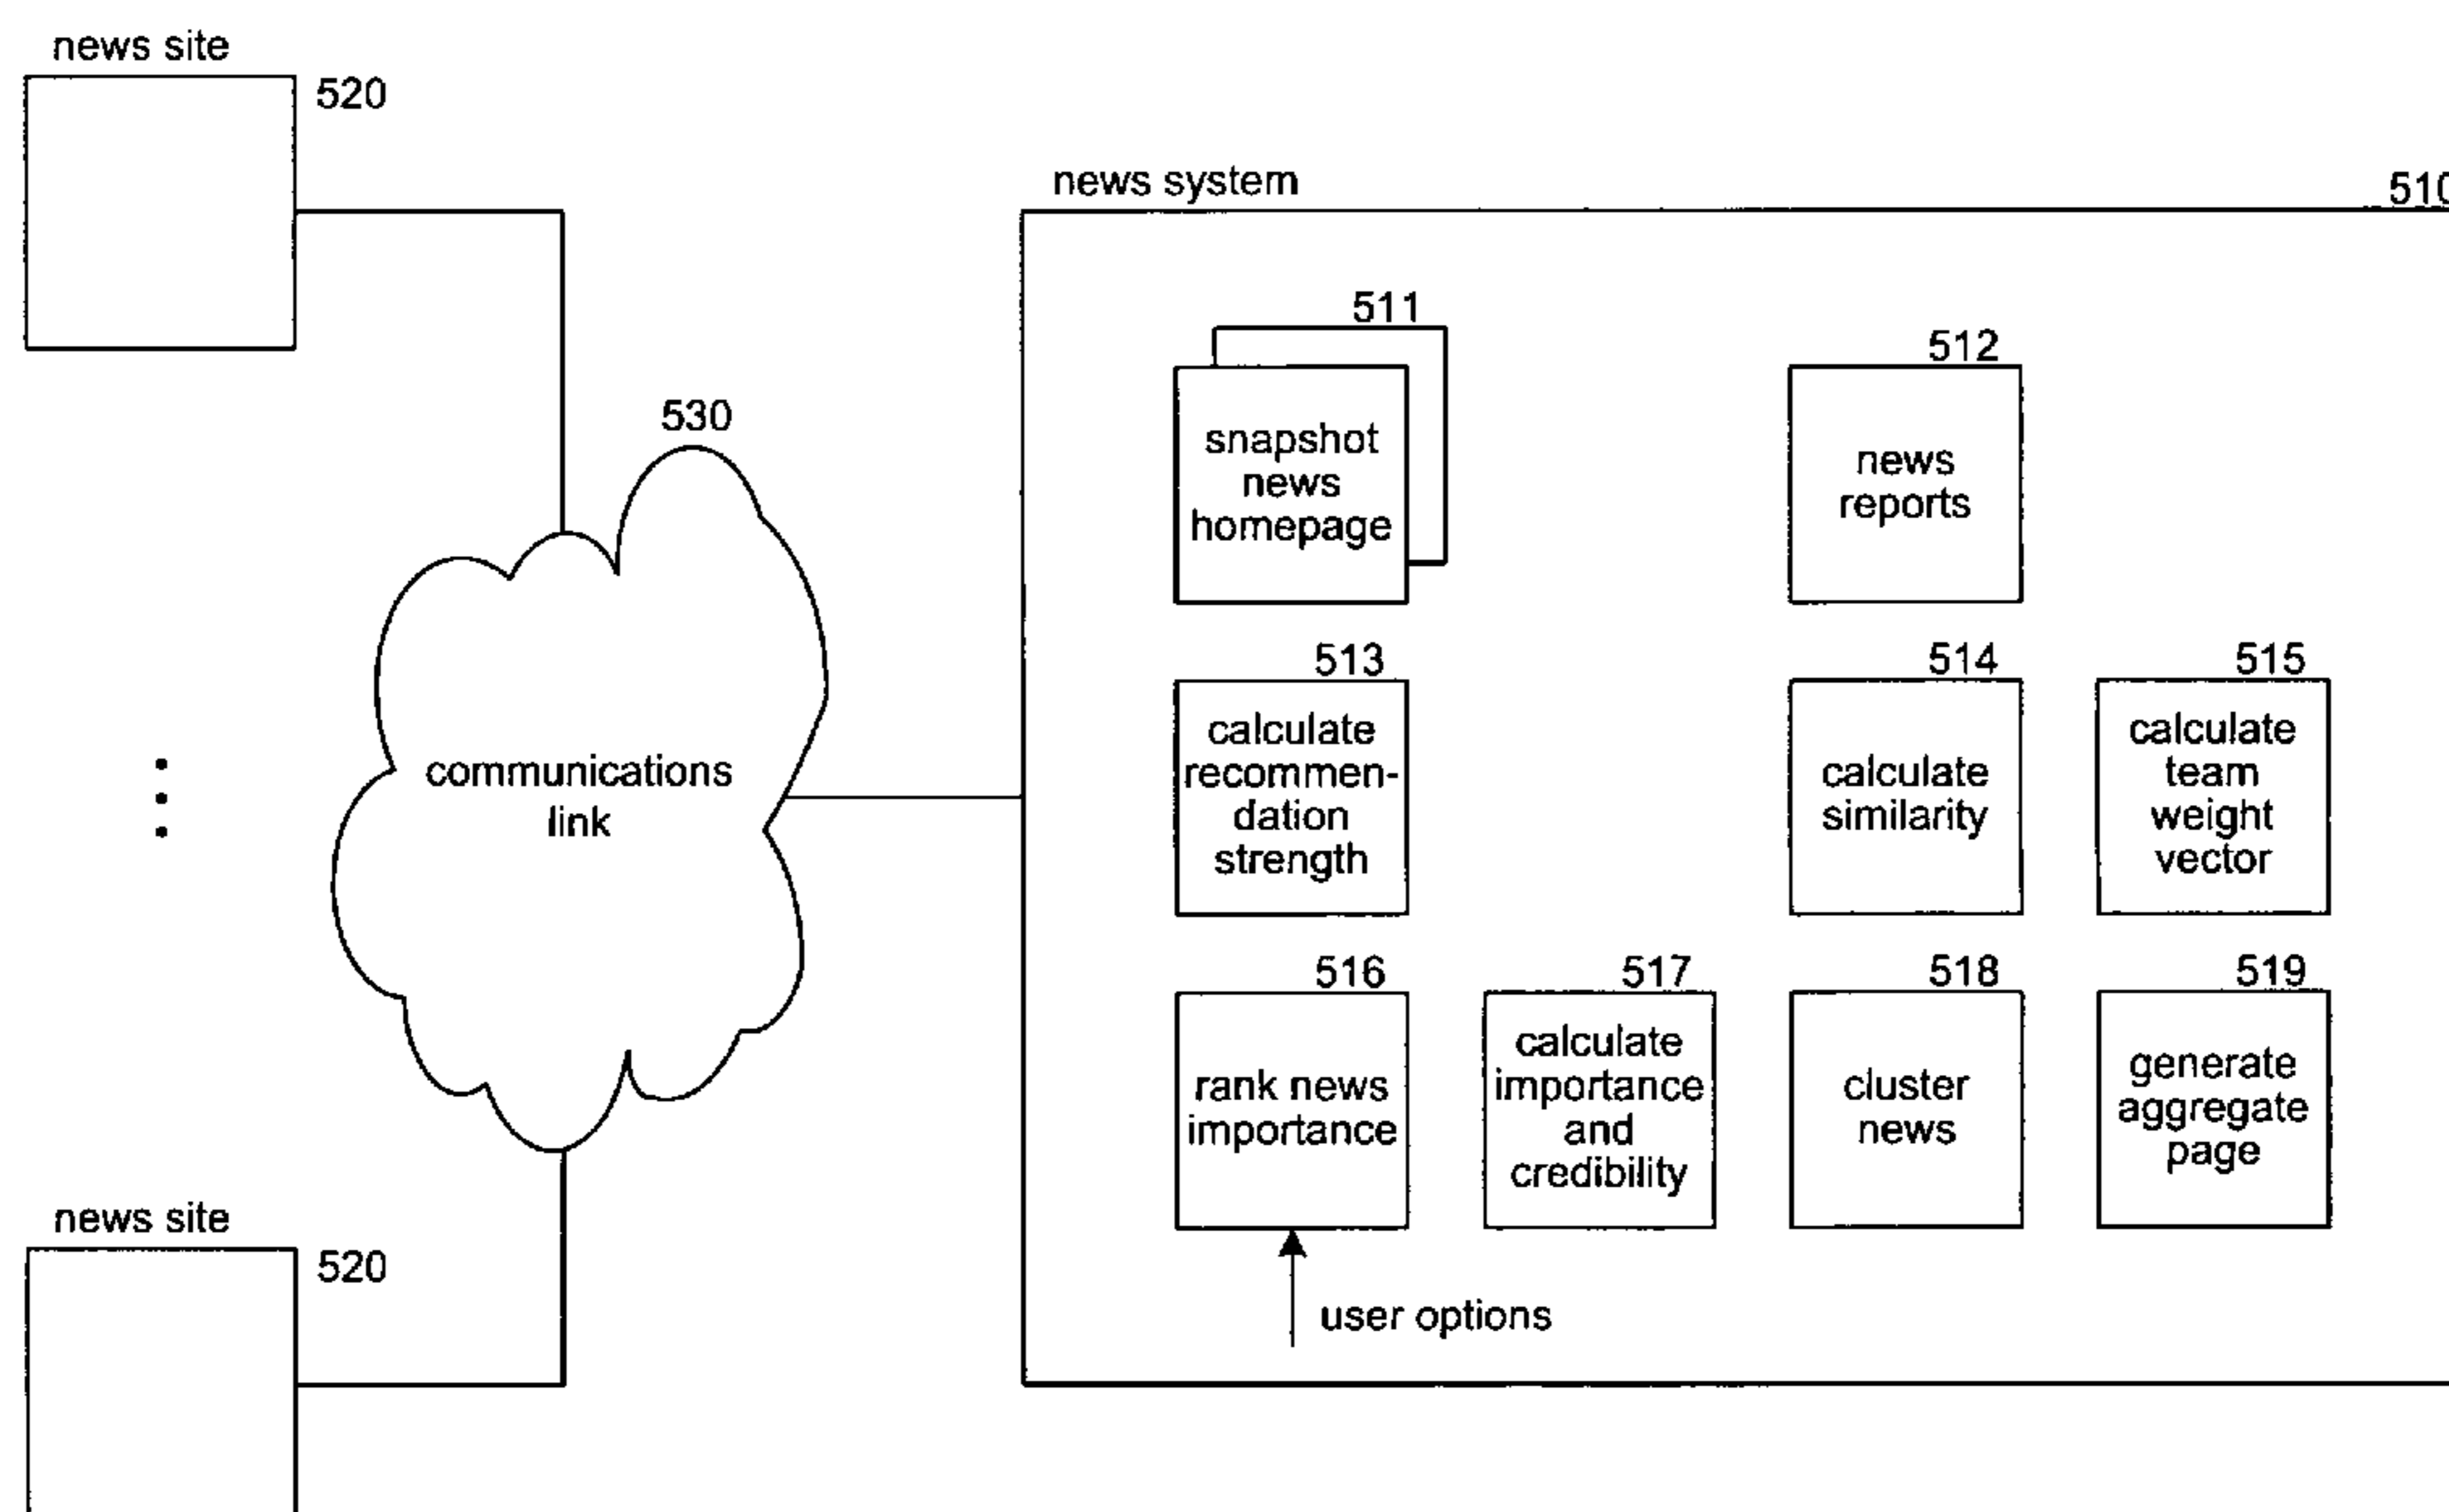 news site
520
news system
510
511
512
530
snapshot
news
homepage
news
reports
513
514
515
calculate
recommen-
dation
strength
calculate
similarity
calculate
team
weight
vector
communications
link
516
517
518
519
rank news
importance
calculate
importance
and
credibility
cluster
news
generate
aggregate
page
news site
520
user options